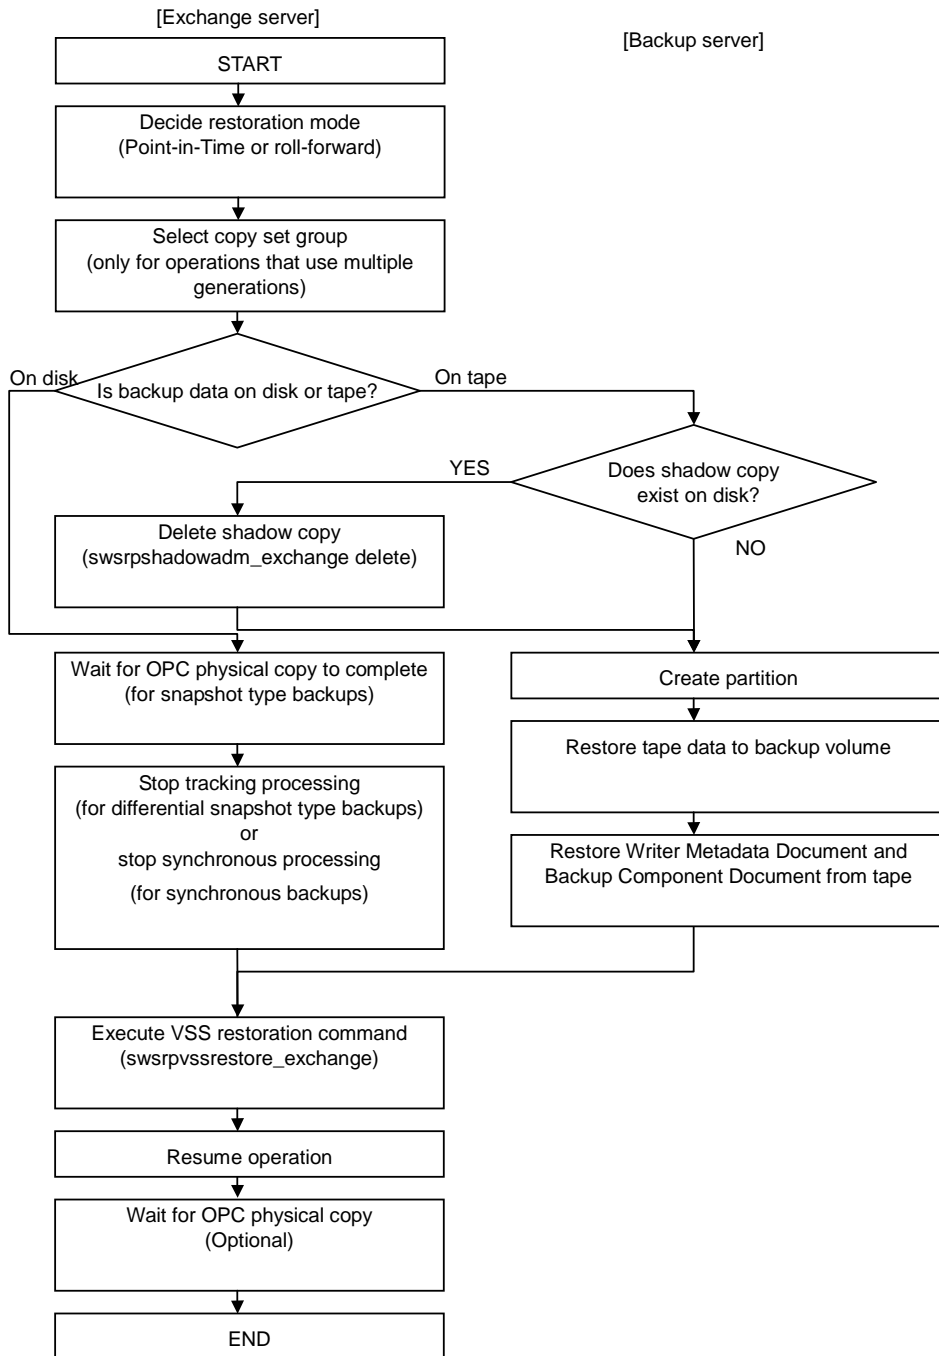 [Exchange server]
[Backup server]
START
Decide restoration mode
(Point-in-Time or roll-forward)
Select copy set group
(only for operations that use multiple
generations)
On disk
Is backup data on disk or tape?
On tape
YES
Does shadow copy
exist on disk?
NO
Delete shadow copy
(swsrpshadowadm_exchange delete)
Wait for OPC physical copy to complete
(for snapshot type backups)
Create partition
Restore tape data to backup volume
Stop tracking processing
(for differential snapshot type backups)
or
stop synchronous processing
(for synchronous backups)
Restore Writer Metadata Document and
Backup Component Document from tape
Execute VSS restoration command
(swsrpvssrestore_exchange)
Resume operation
Wait for OPC physical copy
(Optional)
END